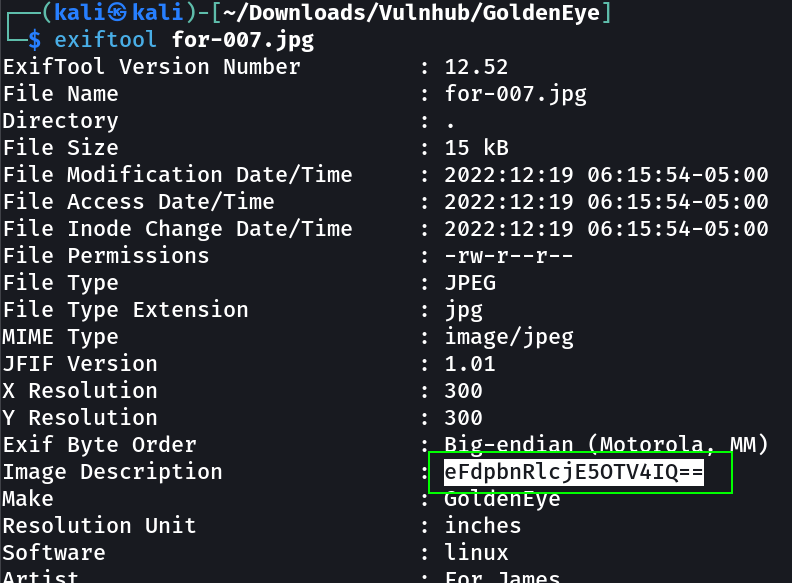 ┌──(kali㉿kali)-[~/Downloads/Vulnhub/GoldenEye]
└─$ exiftool for-007.jpg
ExifTool Version Number : 12.52
File Name : for-007.jpg
Directory : .
File Size : 15 kB
File Modification Date/Time : 2022:12:19 06:15:54-05:00
File Access Date/Time : 2022:12:19 06:15:54-05:00
File Inode Change Date/Time : 2022:12:19 06:15:54-05:00
File Permissions : -rw-r--r--
File Type : JPEG
File Type Extension : jpg
MIME Type : image/jpeg
JFIF Version : 1.01
X Resolution : 300
Y Resolution : 300
Exif Byte Order : Big-endian (Motorola, MM)
Image Description : eFdpbnRlcjE5OTV4IQ==
Make : GoldenEye
Resolution Unit : inches
Software : linux
Artist : For James